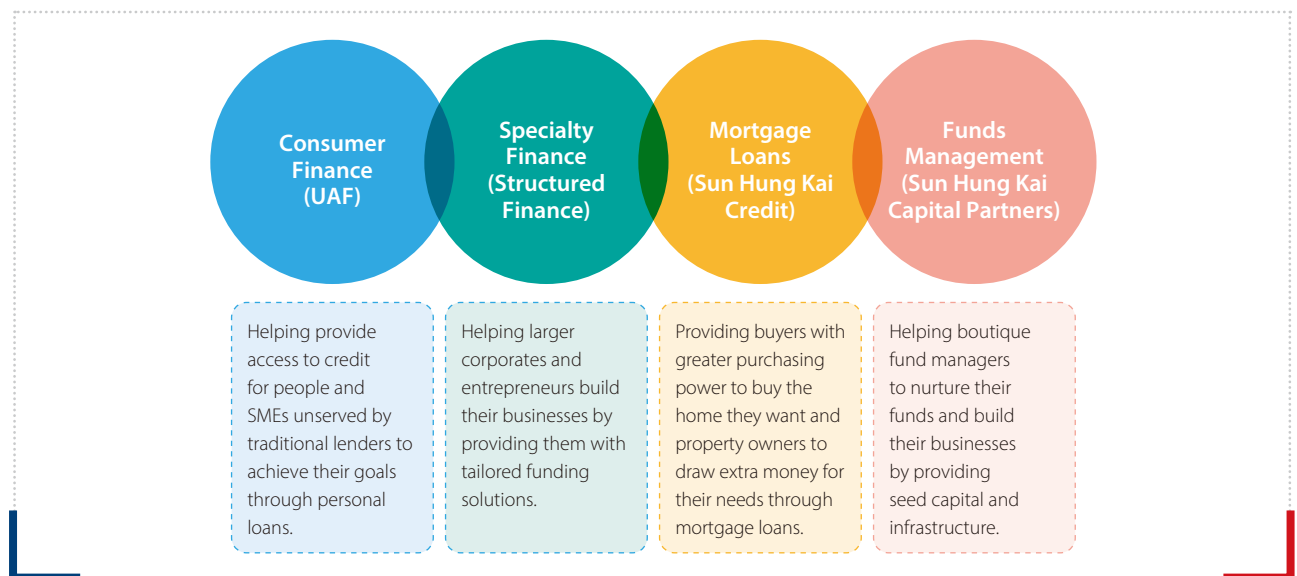 Consumer
Finance
(UAF)
Specialty
Finance
(Structured
Finance)
Mortgage
Loans
(Sun Hung Kai
Credit)
Funds
Management
(Sun Hung Kai
Capital Partners)
Helping provide
access to credit
for people and
SMEs unserved by
traditional lenders to
achieve their goals
through personal
loans.
Helping larger
corporates and
entrepreneurs build
their businesses by
providing them with
tailored funding
solutions.
Providing buyers with
greater purchasing
power to buy the
home they want and
property owners to
draw extra money for
their needs through
mortgage loans.
Helping boutique
fund managers
to nurture their
funds and build
their businesses
by providing
seed capital and
infrastructure.